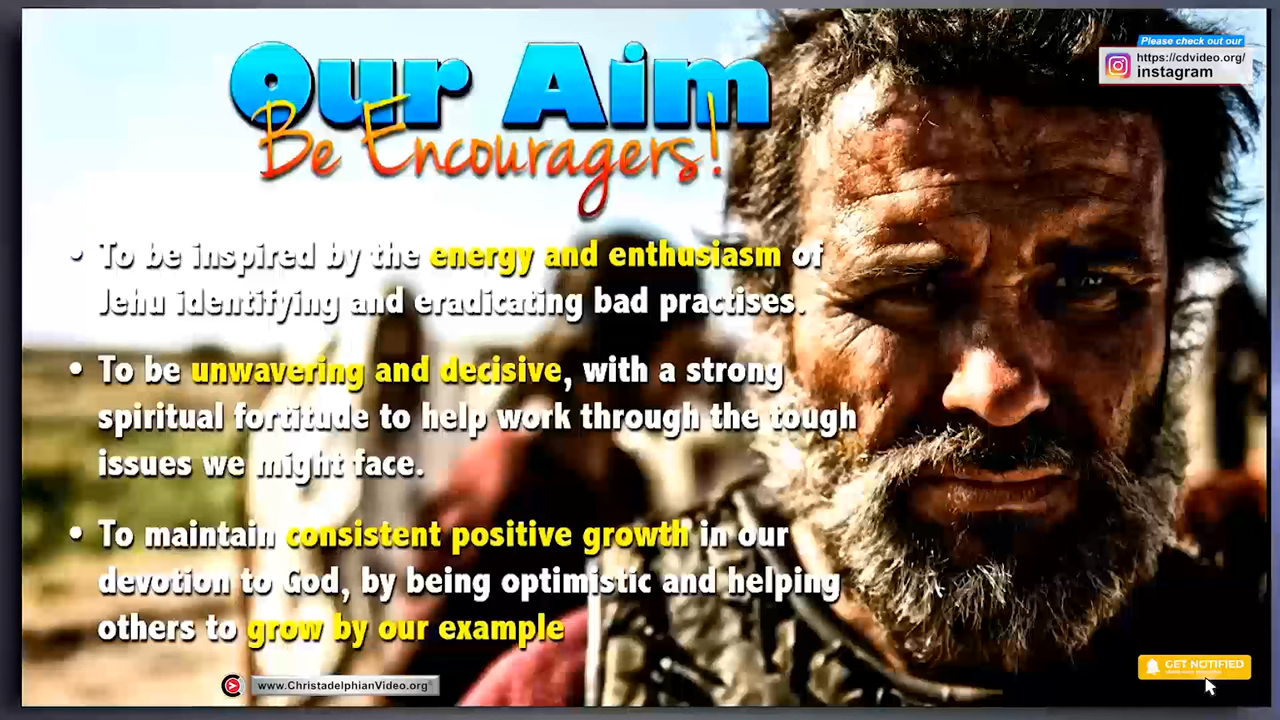 Our Aim
Be Encouragers!
Please check out our
https://cdvideo.org/
instagram
• To be inspired by the energy and enthusiasm of
Jehu identifying and eradicating bad practises.
• To be unwavering and decisive, with a strong
spiritual fortitude to help work through the tough
issues we might face.
• To maintain consistent positive growth in our
devotion to God, by being optimistic and helping
others to grow by our example
www.ChristadelphianVideo.org
GET NOTIFIED